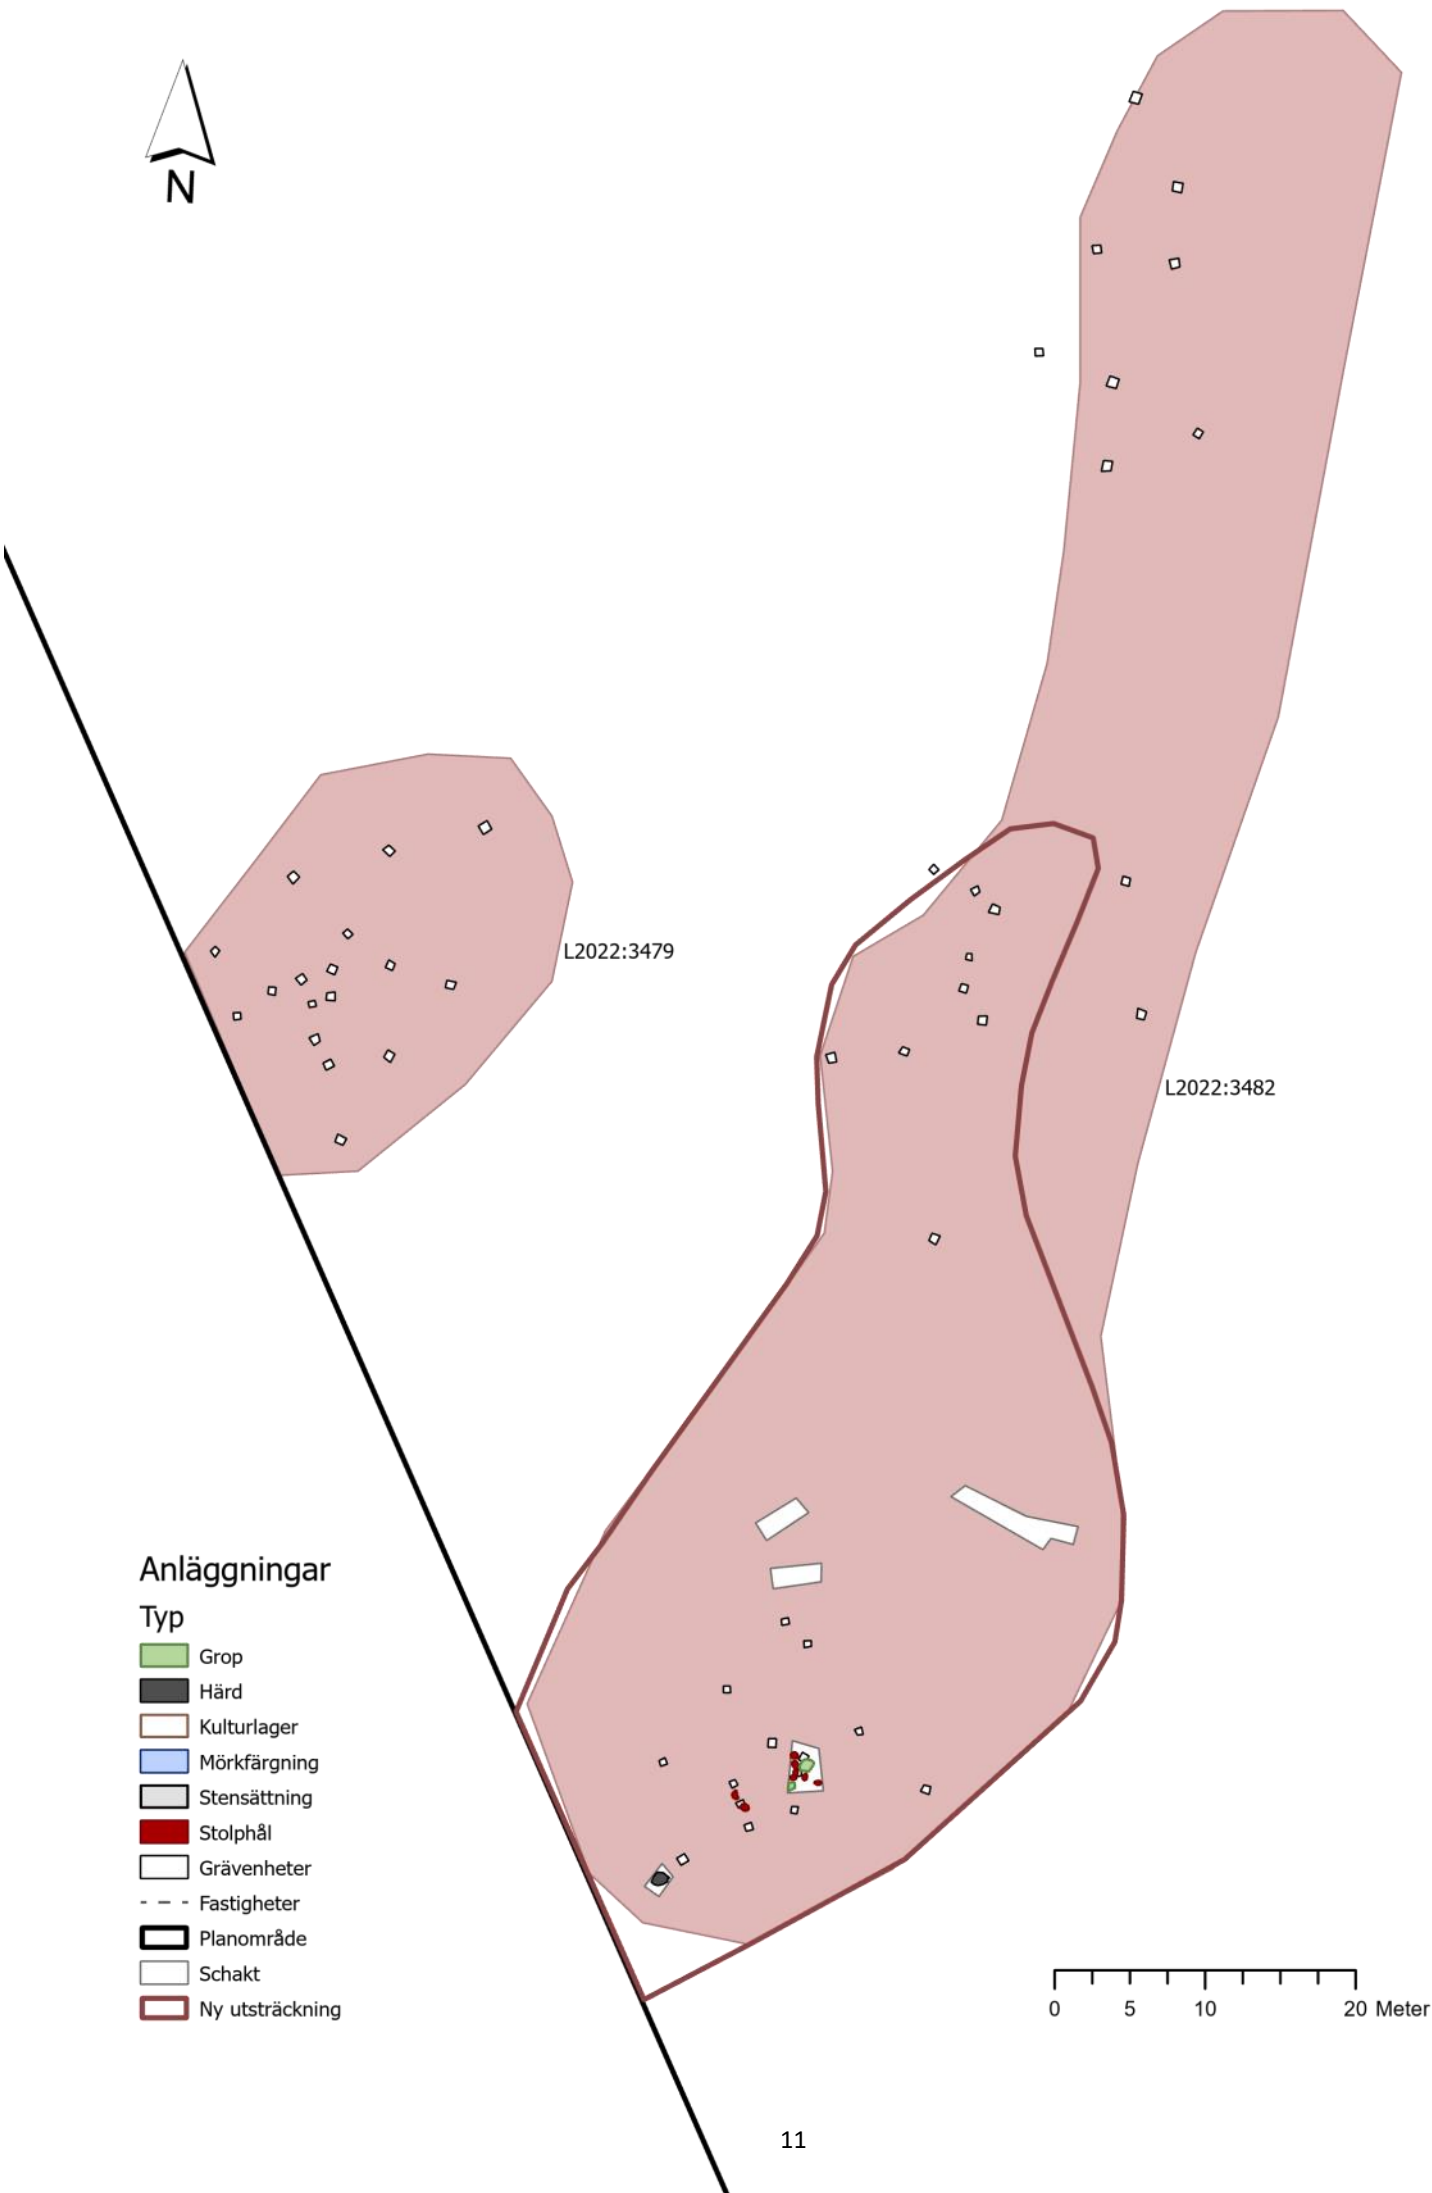 N
L2022:3479
L2022:3482
Anläggningar
Typ
Grop
Härd
Kulturlager
Mörkfärgning
Stensättning
Stolphål
Grävenheter
Fastigheter
Planområde
Schakt
Ny utsträckning
0 5 10 20 Meter
11